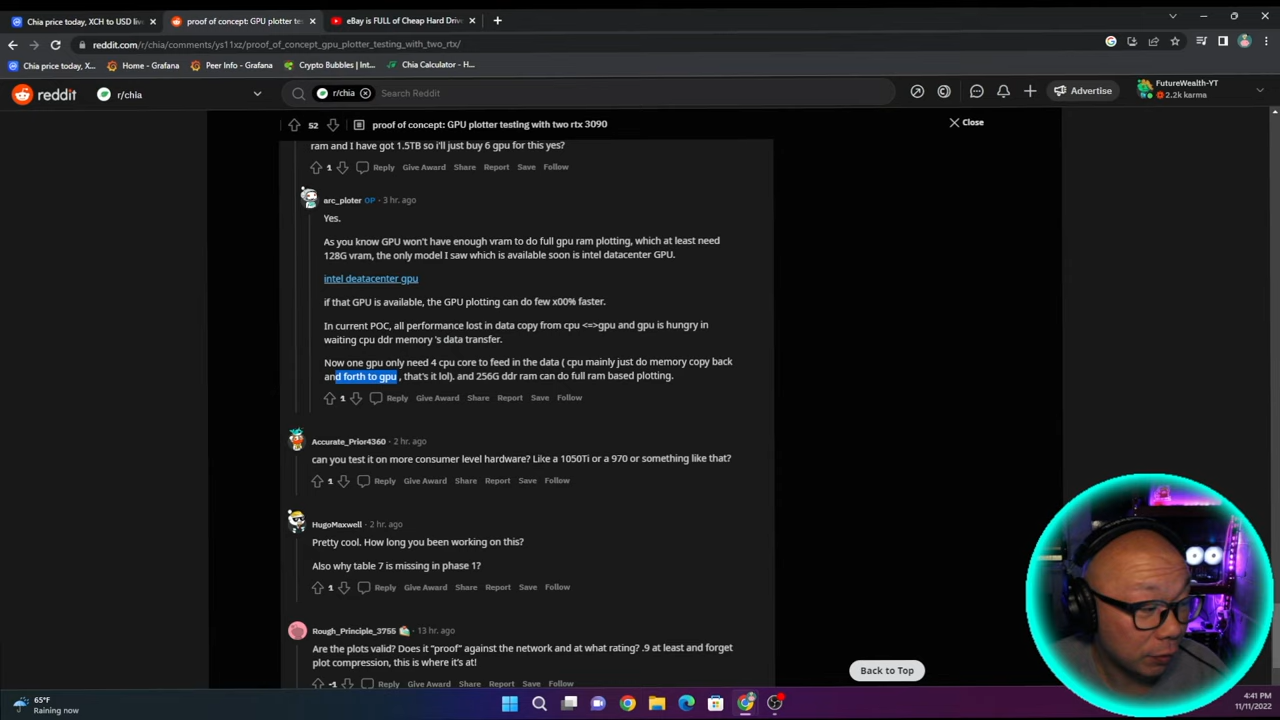 Chia price today, XCH to USD live
proof of concept: GPU plotter te
eBay is FULL of Cheap Hard Driv
reddit.com/r/chia/comments/ys11xz/proof_of_concept_gpu_plotter_testing_with_two_rtx/
Chia price today, X...
Home - Grafana
Peer Info - Grafana
Crypto Bubbles | Int...
Chia Calculator - H...
reddit
r/chia
r/chia
Search Reddit
Advertise
FutureWealth-YT
2.2k karma
52
proof of concept: GPU plotter testing with two rtx 3090
Close
ram and I have got 1.5TB so i'll just buy 6 gpu for this yes?
1 Reply Give Award Share Report Save Follow
arc_ploter OP · 3 hr. ago
Yes.
As you know GPU won't have enough vram to do full gpu ram plotting, which at least need
128G vram, the only model I saw which is available soon is intel datacenter GPU.
intel deatacenter gpu
if that GPU is available, the GPU plotting can do few x00% faster.
In current POC, all performance lost in data copy from cpu <=>gpu and gpu is hungry in
waiting cpu ddr memory 's data transfer.
Now one gpu only need 4 cpu core to feed in the data ( cpu mainly just do memory copy back
and forth to gpu , that's it lol). and 256G ddr ram can do full ram based plotting.
1 Reply Give Award Share Report Save Follow
Accurate_Prior4360 · 2 hr. ago
can you test it on more consumer level hardware? Like a 1050Ti or a 970 or something like that?
1 Reply Give Award Share Report Save Follow
HugoMaxwell · 2 hr. ago
Pretty cool. How long you been working on this?
Also why table 7 is missing in phase 1?
1 Reply Give Award Share Report Save Follow
Rough_Principle_3755 · 13 hr. ago
Are the plots valid? Does it "proof" against the network and at what rating? .9 at least and forget
plot compression, this is where it's at!
-1 Reply Give Award Share Report Save Follow
Back to Top
65°F
Raining now
4:41 PM
11/11/2022